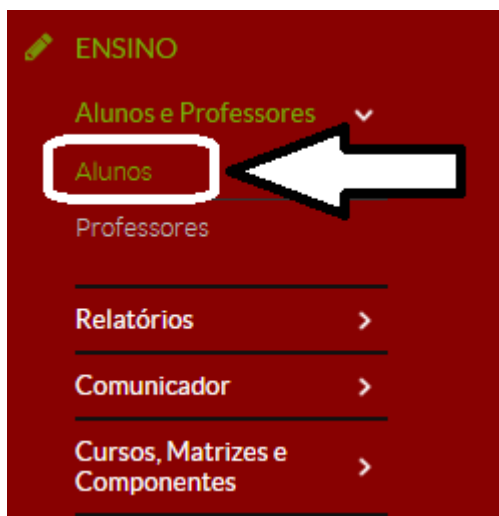 ENSINO
Alunos e Professores
Alunos
Professores
Relatórios
Comunicador
Cursos, Matrizes e
Componentes